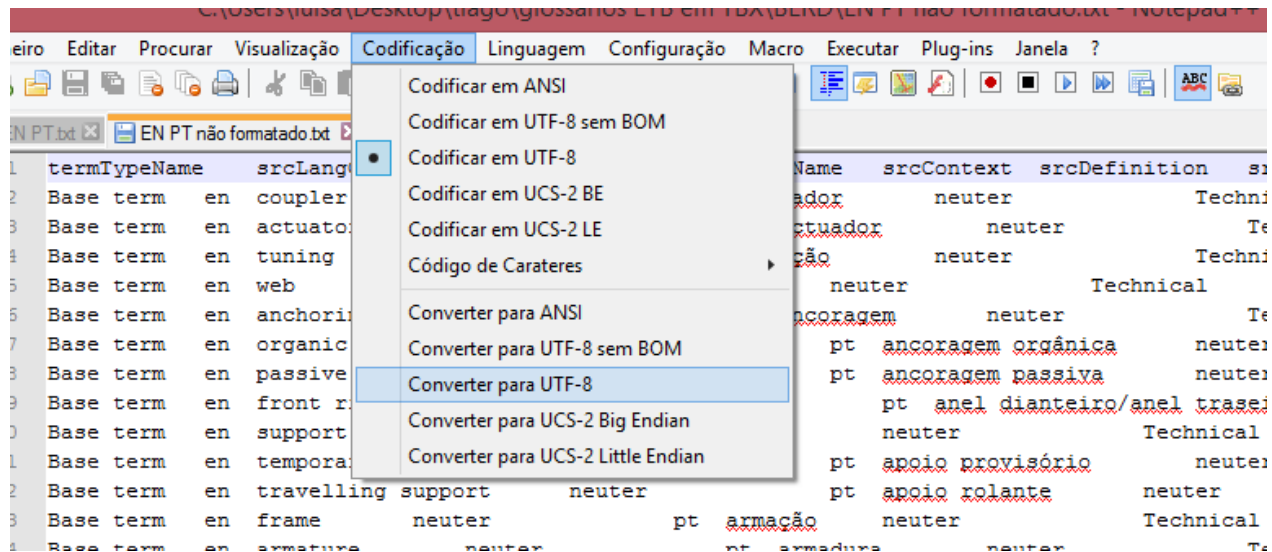 C:\Users\luisa\Desktop\tiago\glossários ETB em TBX\BERD\EN PT não formatado.txt - Notepad++
eiro Editar Procurar Visualização Codificação Linguagem Configuração Macro Executar Plug-ins Janela ?
ABC
EN PT.txt EN PT não formatado.txt
Codificar em ANSI
Codificar em UTF-8 sem BOM
Codificar em UTF-8
Codificar em UCS-2 BE
Codificar em UCS-2 LE
Código de Carateres
Converter para ANSI
Converter para UTF-8 sem BOM
Converter para UTF-8
Converter para UCS-2 Big Endian
Converter para UCS-2 Little Endian
1 termTypeName srcLang Name srcContext srcDefinition sr
2 Base term en coupler ador neuter Techni
3 Base term en actuato ctuador neuter Te
4 Base term en tuning ção neuter Techni
5 Base term en web neuter Technical
6 Base term en anchori ncoragem neuter Te
7 Base term en organic pt ancoragem orgânica neuter
8 Base term en passive pt ancoragem passiva neuter
9 Base term en front r pt anel dianteiro/anel trasei
0 Base term en support neuter Technical
1 Base term en tempora pt apoio provisório neuter
2 Base term en travelling support neuter pt apoio rolante neuter
3 Base term en frame neuter pt armação neuter Technical
4 Base term en armature neuter pt armadura neuter Te